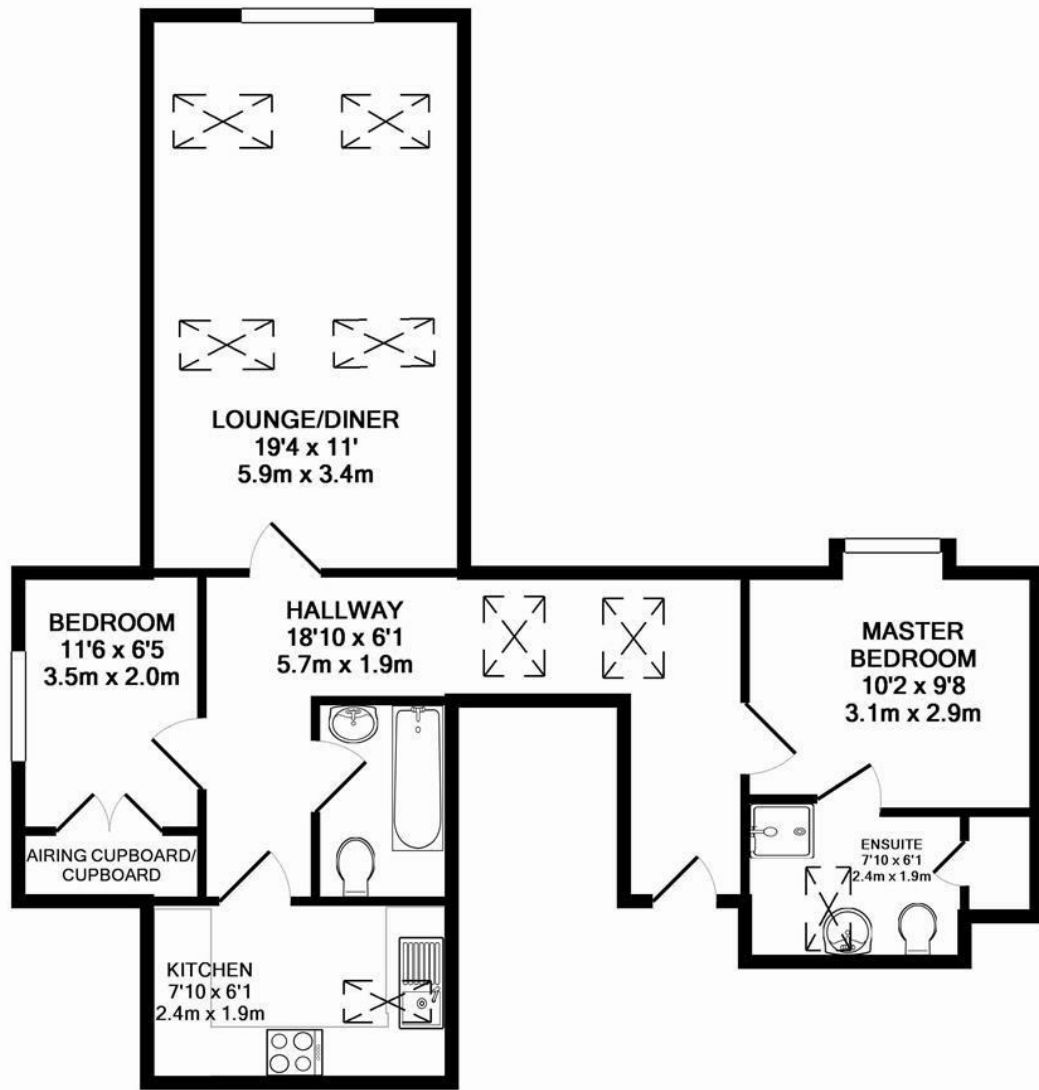 LOUNGE/DINER
19'4 x 11'
5.9m x 3.4m
BEDROOM
11'6 x 6'5
3.5m x 2.0m
HALLWAY
18'10 x 6'1
5.7m x 1.9m
MASTER
BEDROOM
10'2 x 9'8
3.1m x 2.9m
AIRING CUPBOARD/
CUPBOARD
ENSUITE
7'10 x 6'1
2.4m x 1.9m
KITCHEN
7'10 x 6'1
2.4m x 1.9m